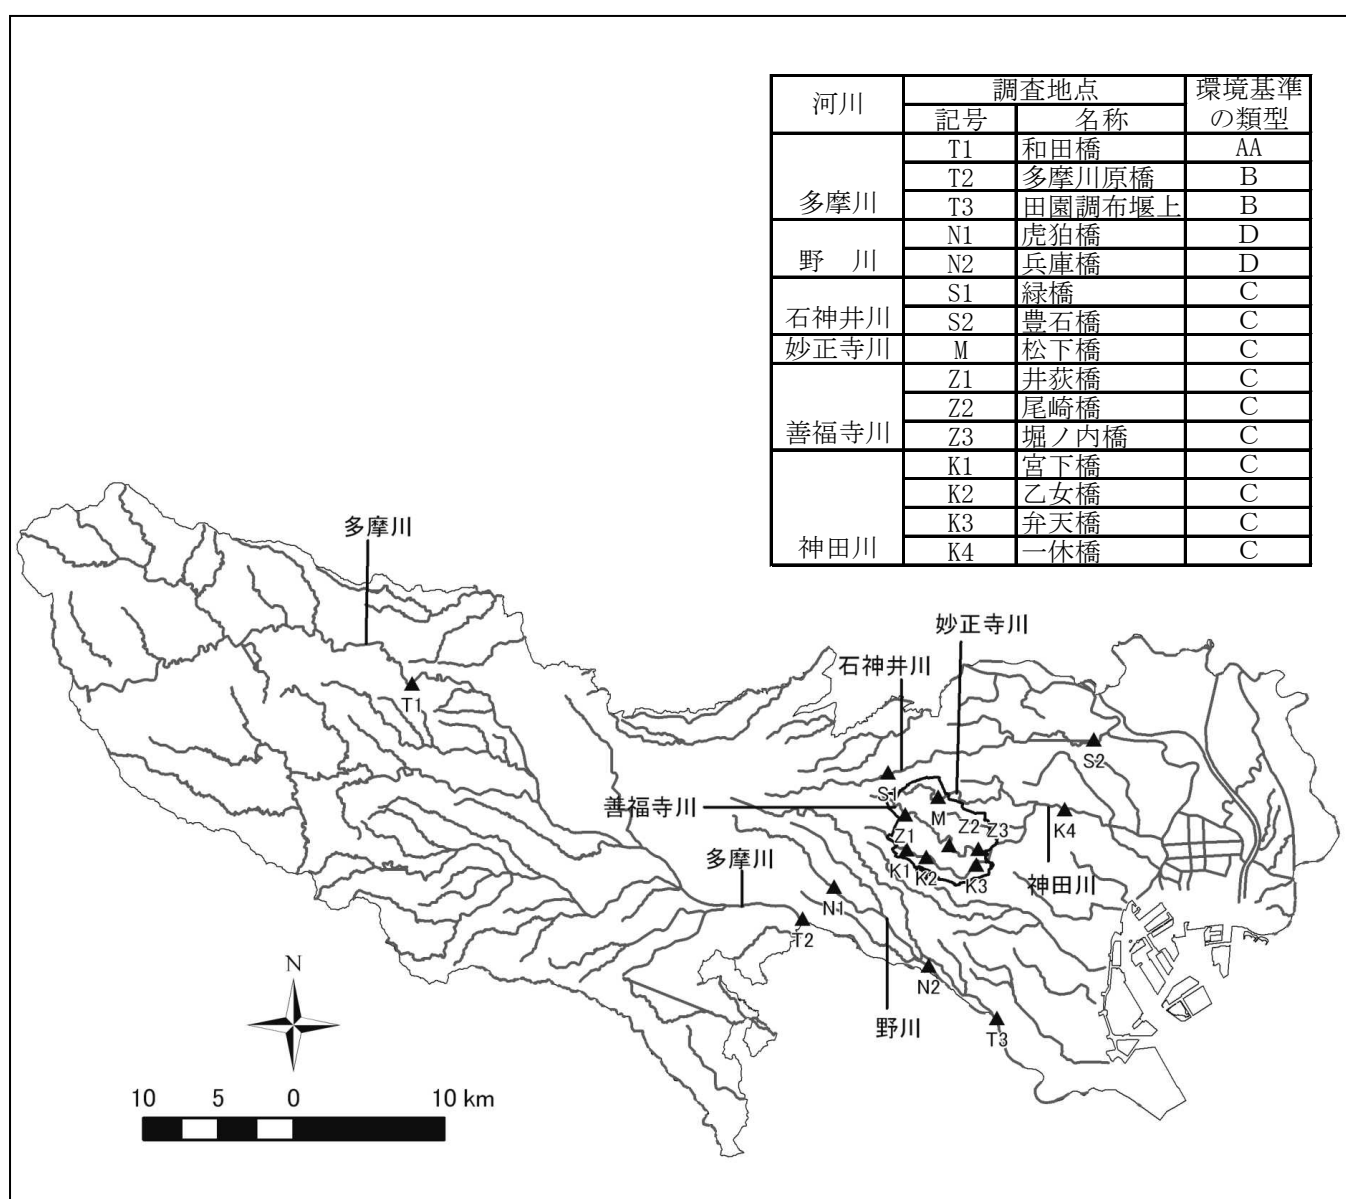 河川 調査地点 環境基準の類型
記号 名称
多摩川 T1 和田橋 AA
T2 多摩川原橋 B
T3 田園調布堰上 B
野　川 N1 虎狛橋 D
N2 兵庫橋 D
石神井川 S1 緑橋 C
S2 豊石橋 C
妙正寺川 M 松下橋 C
善福寺川 Z1 井荻橋 C
Z2 尾崎橋 C
Z3 堀ノ内橋 C
神田川 K1 宮下橋 C
K2 乙女橋 C
K3 弁天橋 C
K4 一休橋 C
多摩川
妙正寺川
石神井川
T1
S2
S1
善福寺川
M
K4
Z1
Z2
Z3
多摩川
K1
K2
K3
神田川
N1
T2
N
N2
野川
T3
10 5 0 10 km